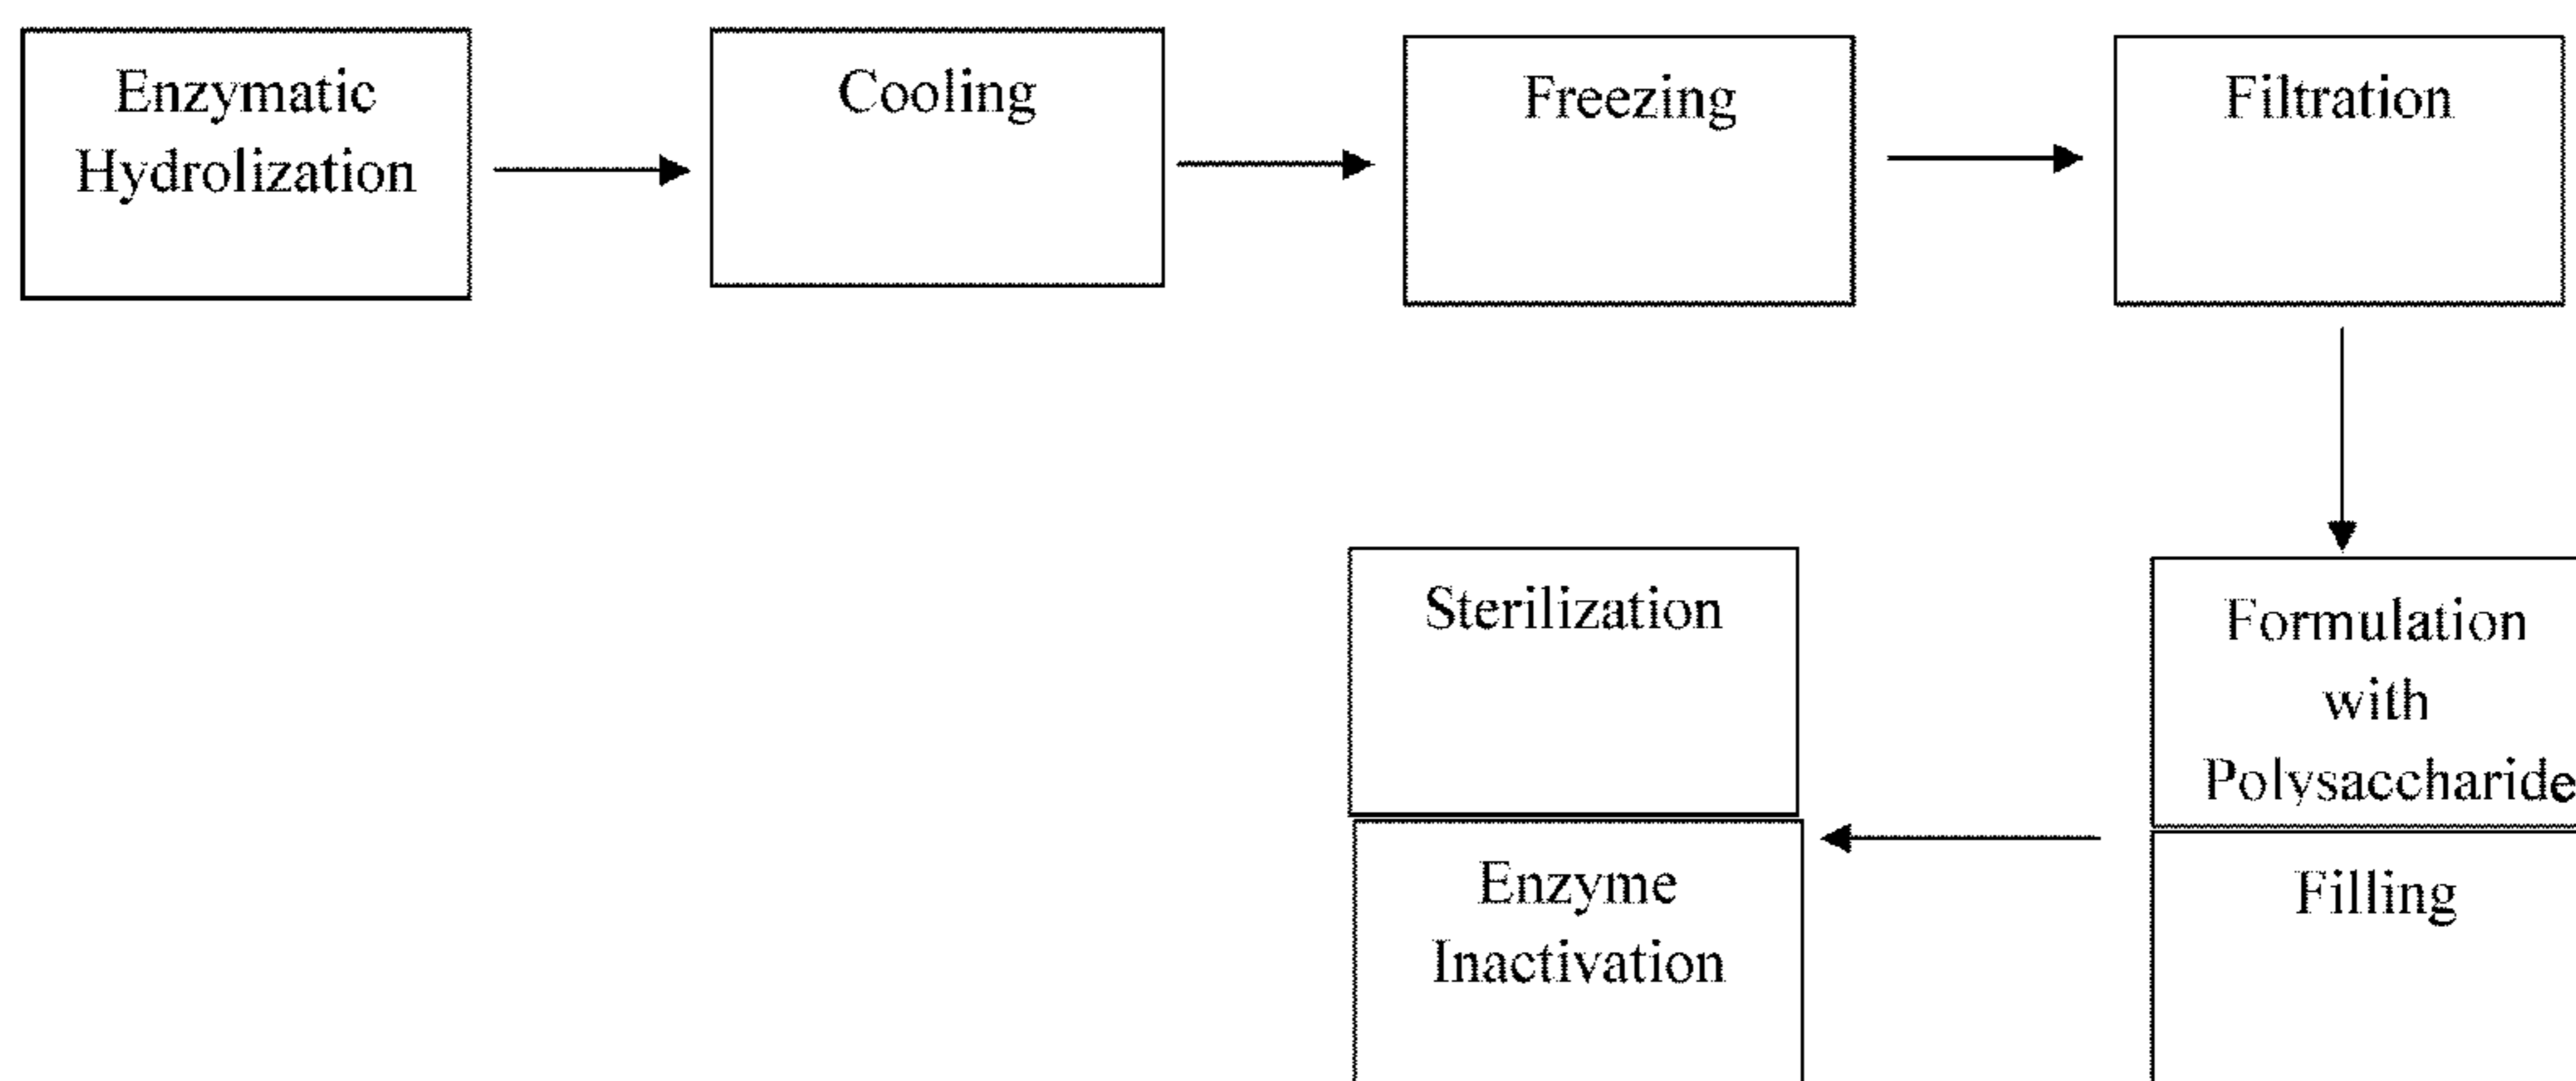 Enzymatic
Hydrolization
Cooling
Freezing
Filtration
Formulation
with
Polysaccharide
Filling
Sterilization
Enzyme
Inactivation